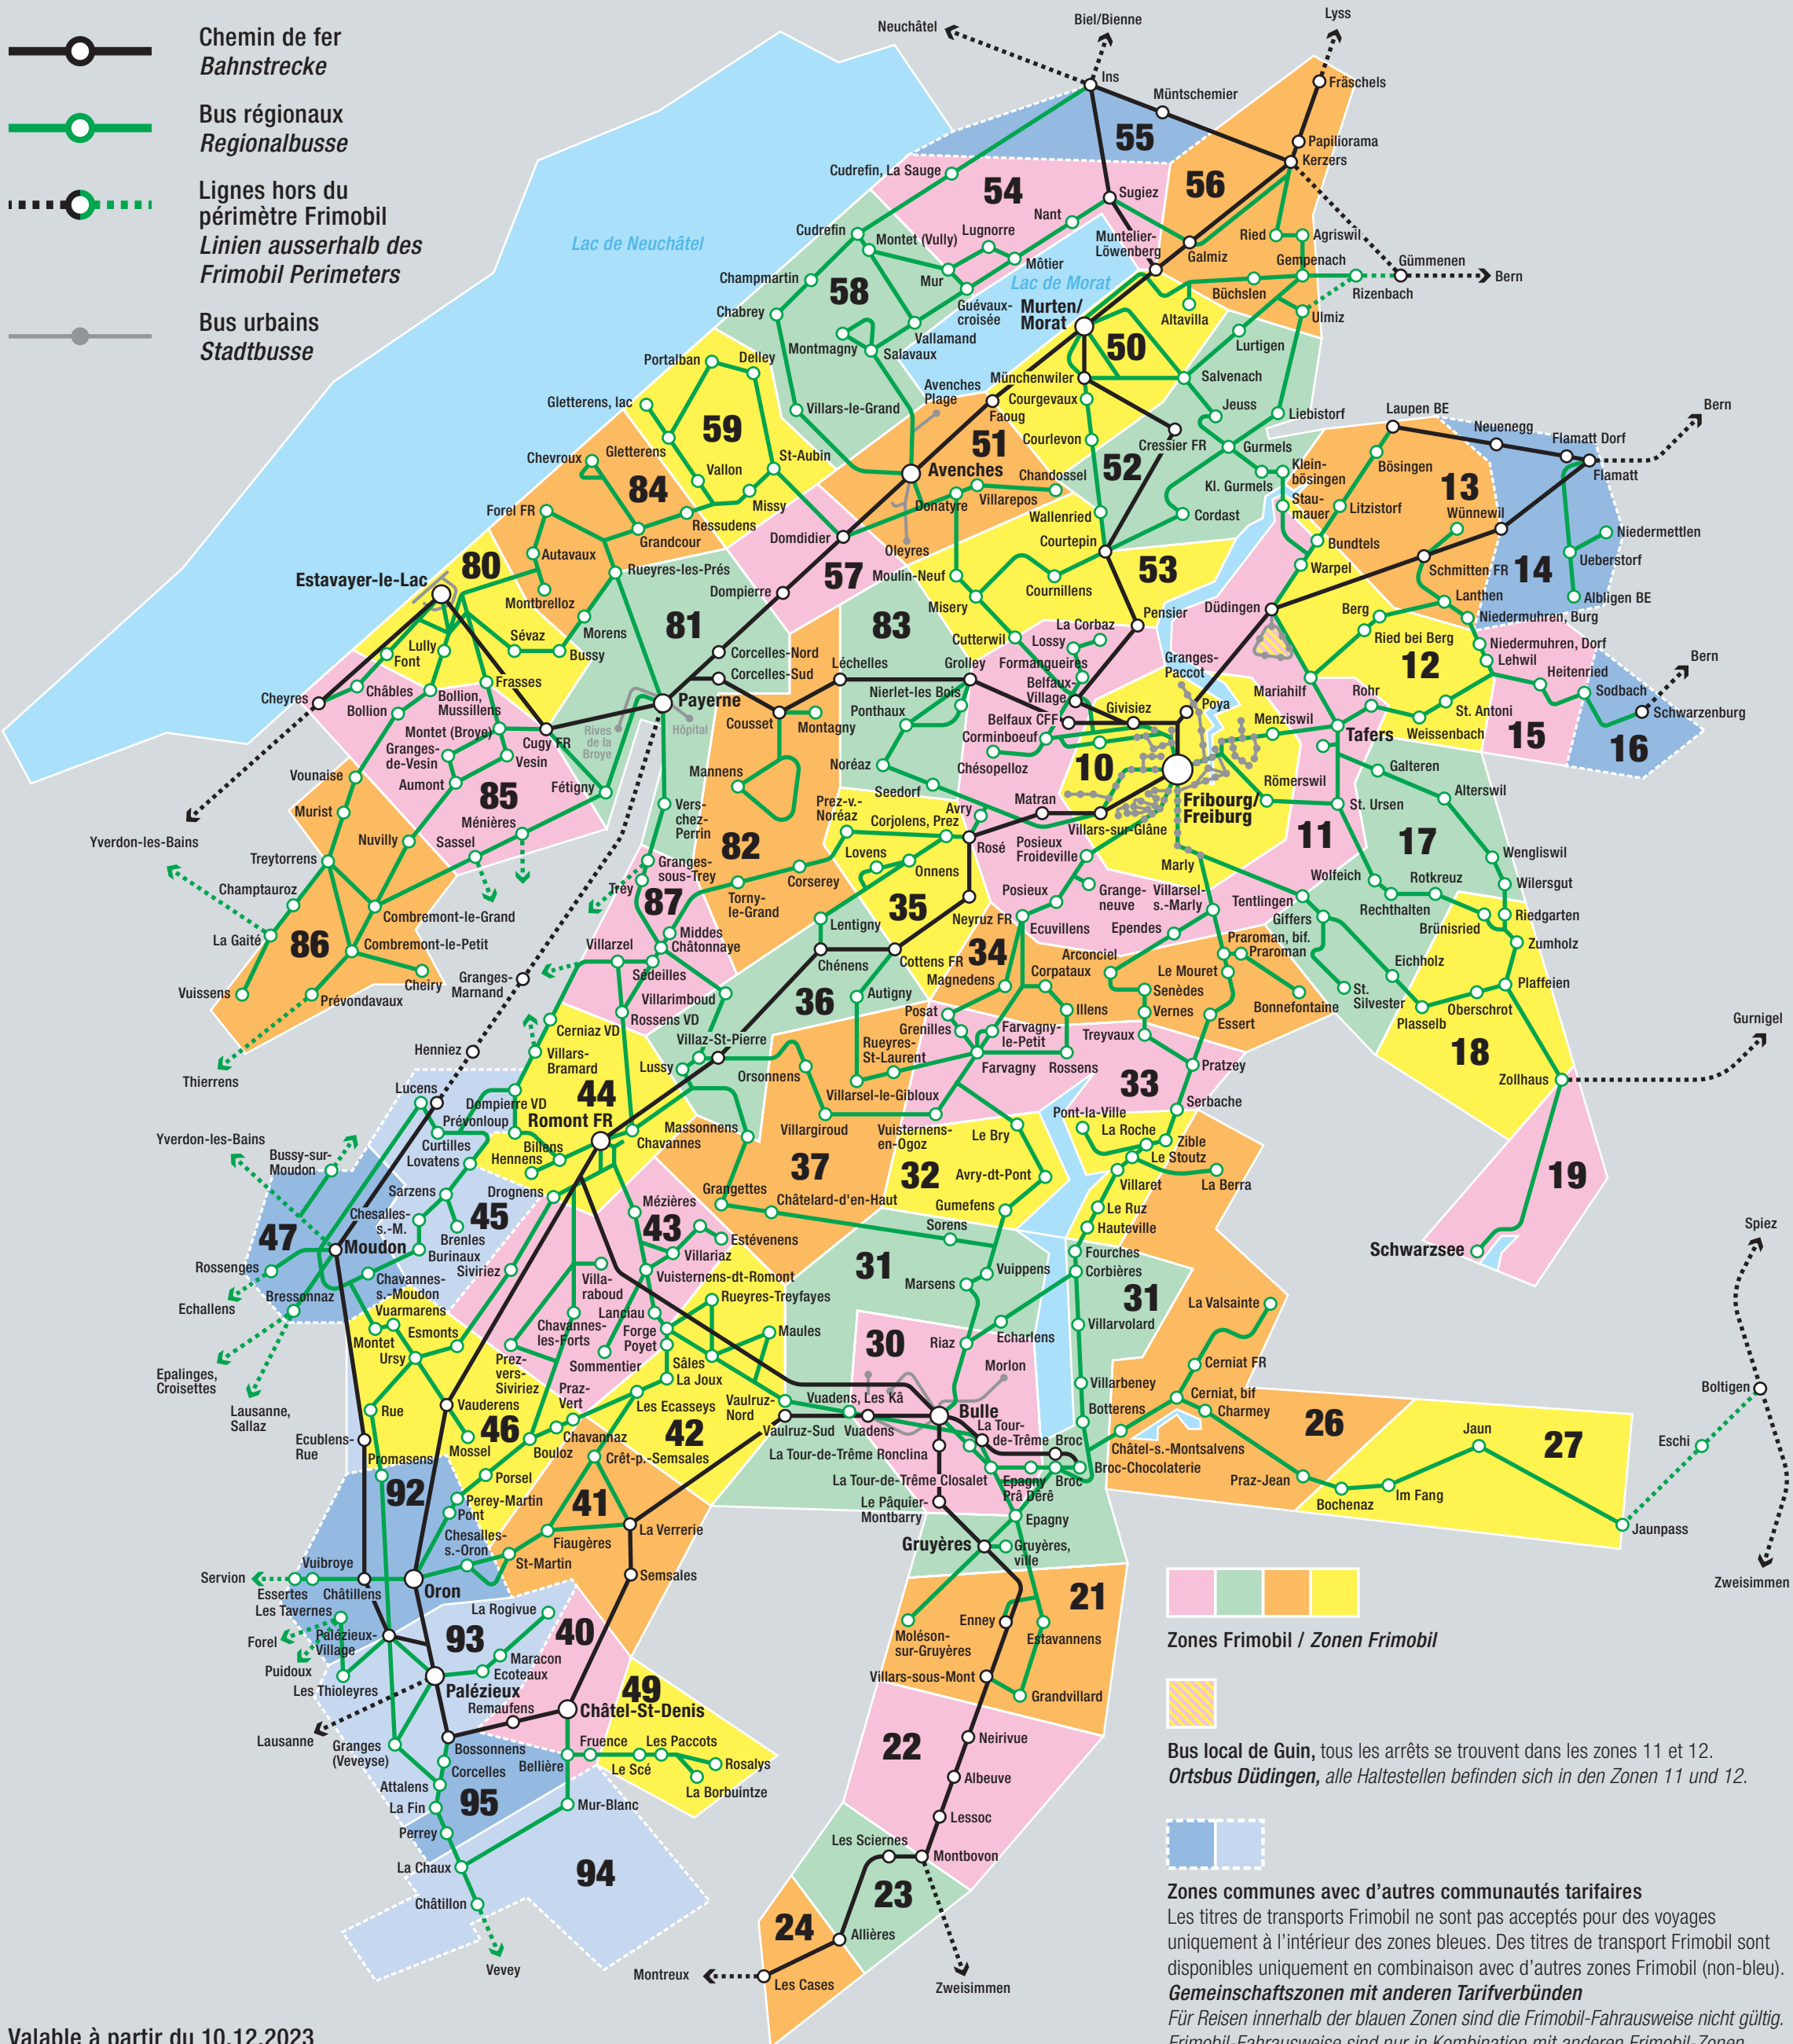 Chemin de fer
Bahnstrecke
Bus régionaux
Regionalbusse
Lignes hors du
périmètre Frimobil
Linien ausserhalb des
Frimobil Perimeters
Bus urbains
Stadtbusse
Neuchâtel
Biel/Bienne
Lyss
Ins
Müntschemier
Fräschels
Papiliorama
Kerzers
55
Cudrefin, La Sauge
54
Sugiez
56
Nant
Lac de Neuchâtel
Cudrefin
Montet (Vully)
Lugnorre
Môtier
Muntelier-
Löwenberg
Galmiz
Ried
Agriswil
Gempenach
Gümmenen
Bern
Champmartin
58
Mur
Lac de Morat
Büchslen
Rizenbach
Chabrey
Guévaux-
croisée
Murten/
Morat
Altavilla
Ulmiz
Montmagny
Vallamand
Salavaux
50
Lurtigen
Portalban
Delley
Avenches
Plage
Münchenwiler
Salvenach
Gletterens, lac
Villars-le-Grand
Faoug
Courgevaux
Jeuss
Liebistorf
Laupen BE
Neuenegg
Flamatt Dorf
Bern
59
51
Courlevon
Cressier FR
Gurmels
Flamatt
Chevroux
Gletterens
Vallon
St-Aubin
Avenches
Chandossel
52
Klein-
bösingen
Bösingen
84
Missy
Donatyre
Villarepos
Kl. Gurmels
Stau-
mauer
Litzistorf
13
Wünnewil
Forel FR
Ressudens
Grandcour
Domdidier
Oleyres
Wallenried
Cordast
Niedermettlen
80
Autavaux
Courtepin
Bundtels
Ueberstorf
Estavayer-le-Lac
Rueyres-les-Prés
57
Moulin-Neuf
53
Warpel
Schmitten FR
14
Montbrelloz
Dompierre
Cournillens
Lanthen
Albligen BE
Morens
81
83
Misery
Pensier
Düdingen
Berg
Niedermuhren, Burg
Lully
Font
Sévaz
Bussy
Cutterwil
La Corbaz
Lossy
Ried bei Berg
Niedermuhren, Dorf
Corcelles-Nord
Léchelles
Grolley
Formangueires
Granges-
Paccot
12
Lehwil
Heitenried
Bern
Cheyres
Châbles
Frasses
Corcelles-Sud
Nierlet-les Bois
Belfaux-
Village
Mariahilf
Rohr
Sodbach
Bollion
Bollion,
Mussillens
Payerne
Cousset
Montagny
Ponthaux
Belfaux CFF
Givisiez
Poya
Menziswil
St. Antoni
Schwarzenburg
Montet (Broye)
Cugy FR
Rives
de la
Broye
Hôpital
Corminboeuf
Tafers
Weissenbach
15
16
Granges-
de-Vesin
Vesin
Noréaz
Chésopelloz
10
Vounaise
Aumont
85
Fétigny
Mannens
Seedorf
Römerswil
Galteren
Murist
Ménières
Vers-
chez-
Perrin
Prez-v.-
Noréaz
Avry
Matran
Fribourg/
Freiburg
St. Ursen
Alterswil
Yverdon-les-Bains
Nuvilly
Sassel
82
Corjolens, Prez
Rosé
Villars-sur-Glâne
11
17
Treytorrens
Granges-
sous-Trey
Lovens
Onnens
Posieux
Froideville
Marly
Wengliswil
Champtauroz
Trey
Corserey
Wolfeich
Rotkreuz
Combremont-le-Grand
87
Torny-
le-Grand
35
Posieux
Grange-
neuve
Villarsel-
s.-Marly
Tentlingen
Rechthalten
Wilersgut
La Gaité
86
Middes
Lentigny
Neyruz FR
Ecuvillens
Ependes
Giffers
Brünisried
Riedgarten
Combremont-le-Petit
Villarzel
Châtonnaye
34
Arconciel
Praroman, bif.
Praroman
Zumholz
Granges-
Marnand
Sédeilles
Chénens
Cottens FR
Magnedens
Corpataux
Le Mouret
Eichholz
Vuissens
Prévondavaux
Cheiry
Villarimboud
36
Autigny
Senèdes
Bonnefontaine
St.
Silvester
Plaffeien
Rossens VD
Posat
Illens
Vernes
Plasselb
Oberschrot
Cerniaz VD
Grenilles
Farvagny-
le-Petit
Treyvaux
Essert
Gurnigel
Henniez
Villars-
Bramard
Villaz-St-Pierre
Rueyres-
St-Laurent
18
Thierrens
Lussy
Orsonnens
Farvagny
Rossens
Pratzey
Zollhaus
Lucens
Dompierre VD
44
Villarsel-le-Gibloux
33
Prévonloup
Romont FR
Serbache
Yverdon-les-Bains
Curtilles
Massonnens
Villargiroud
Vuisternens-
en-Ogoz
Le Bry
Pont-la-Ville
La Roche
Bussy-sur-
Moudon
Lovatens
Billens
Hennens
Chavannes
Zible
Le Stoutz
37
32
Avry-dt-Pont
Sarzens
Drognens
Grangettes
Châtelard-d'en-Haut
Villaret
La Berra
19
Chesalles-
s.-M.
45
Mézières
Gumefens
Le Ruz
47
Brenles
43
Estévenens
Sorens
Hauteville
Spiez
Moudon
Burinaux
Villariaz
Fourches
Schwarzsee
Rossenges
Siviriez
Villa-
raboud
Vuisternens-dt-Romont
31
Vuippens
Corbières
Chavannes-
s.-Moudon
Marsens
31
Echallens
Bressonnaz
Vuarmarens
Rueyres-Treyfayes
La Valsainte
Lanciau
Esmonts
Chavannes-
les-Forts
Forge
Maules
30
Villarvolard
Montet
Poyet
Riaz
Echarlens
Ursy
Prez-
vers-
Siviriez
Sommentier
Sâles
Morlon
Cerniat FR
Epalinges,
Croisettes
La Joux
Villarbeney
Cerniat, bif
Boltigen
Lausanne,
Sallaz
Rue
Vauderens
Praz-
Vert
Les Ecasseys
Vaulruz-
Nord
Vuadens, Les Kâ
Bulle
Botterens
Charmey
26
Ecublens-
Rue
46
Chavannaz
42
Vaulruz-Sud
Vuadens
La Tour-
de-Trême
Broc
Châtel-s.-Montsalvens
Jaun
27
Eschi
Mossel
Bouloz
Crêt-p.-Semsales
La Tour-de-Trême Ronclina
Broc-Chocolaterie
Promasens
Porsel
La Tour-de-Trême Closalet
Epagny
Prâ Dêrê
Broc
Praz-Jean
92
Perey-Martin
41
Le Pâquier-
Montbarry
Bochenaz
Im Fang
Pont
La Verrerie
Epagny
Jaunpass
Chesalles-
s.-Oron
Fiaugères
Gruyères
Gruyères,
ville
Vuibroye
St-Martin
Servion
Essertes
Châtillens
Oron
Semsales
Zweisimmen
Les Tavernes
La Rogivue
21
Forel
Palézieux-
Village
93
40
Enney
Puidoux
Maracon
Moléson-
sur-Gruyères
Estavannens
Zones Frimobil / Zonen Frimobil
Les Thioleyres
Ecoteaux
Palézieux
49
Villars-sous-Mont
Remaufens
Châtel-St-Denis
Grandvillard
Lausanne
Granges
(Veveyse)
Bossonnens
Fruence
Les Paccots
22
Neirivue
Bus local de Guin, tous les arrêts se trouvent dans les zones 11 et 12.
Ortsbus Düdingen, alle Haltestellen befinden sich in den Zonen 11 und 12.
Corcelles
Bellière
Le Scé
Rosalys
Attalens
La Borbuintze
Albeuve
La Fin
95
Mur-Blanc
Lessoc
Perrey
Les Sciernes
La Chaux
94
Montbovon
Châtillon
23
Zones communes avec d’autres communautés tarifaires
Les titres de transports Frimobil ne sont pas acceptés pour des voyages
uniquement à l’intérieur des zones bleues. Des titres de transport Frimobil sont
disponibles uniquement en combinaison avec d’autres zones Frimobil (non-bleu).
24
Allières
Vevey
Montreux
Les Cases
Zweisimmen
Gemeinschaftszonen mit anderen Tarifverbünden
Für Reisen innerhalb der blauen Zonen sind die Frimobil-Fahrausweise nicht gültig.
Frimobil-Fahrausweise sind nur in Kombination mit anderen Frimobil-Zonen
Valable à partir du 10.12.2023